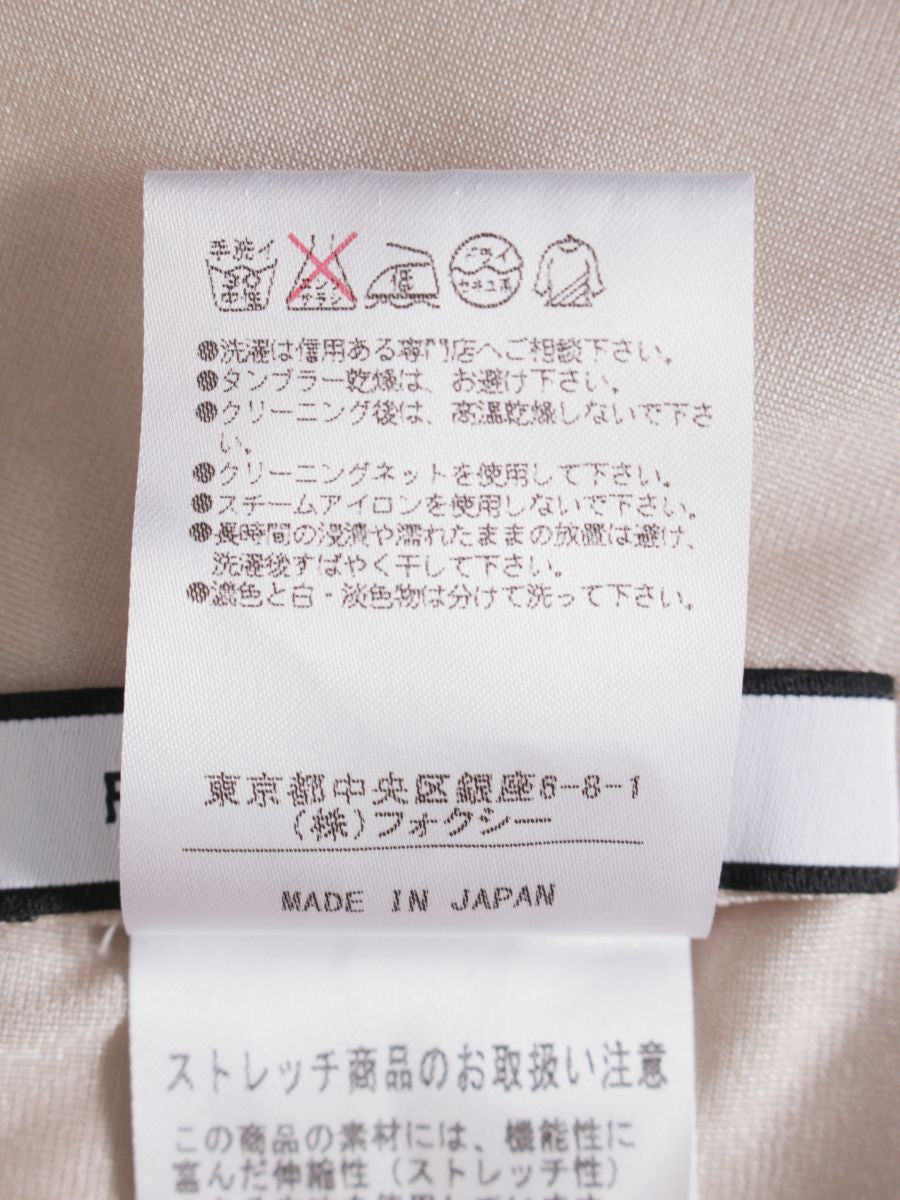 手洗イ
30
中性
エンソ
サラシ
低
ドライ
セキユ系
●洗濯は信用ある専門店へご相談下さい。
●タンブラー乾燥は、お避け下さい。
●クリーニング後は、高温乾燥しないで下さ
い。
●クリーニングネットを使用して下さい。
●スチームアイロンを使用しないで下さい。
●長時間の浸漬や濡れたままの放置は避け、
洗濯後すばやく干して下さい。
●濃色と白・淡色物は分けて洗って下さい。
東京都中央区銀座6-8-1
(株)フォクシー
MADE IN JAPAN
ストレッチ商品のお取扱い注意
この商品の素材には、機能性に
富んだ伸縮性(ストレッチ性)